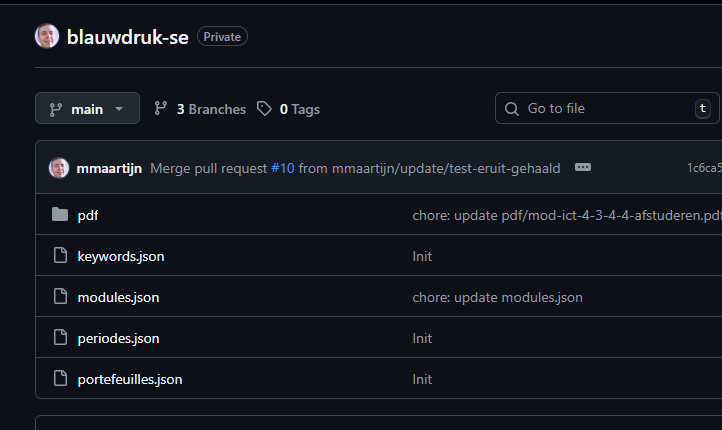 blauwdruk-se Private
main 3 Branches 0 Tags Go to file t
mmaartijn Merge pull request #10 from mmaartijn/update/test-eruit-gehaald 1c6ca5
pdf chore: update pdf/mod-ict-4-3-4-4-afstuderen.pdf
keywords.json Init
modules.json chore: update modules.json
periodes.json Init
portefeuilles.json Init